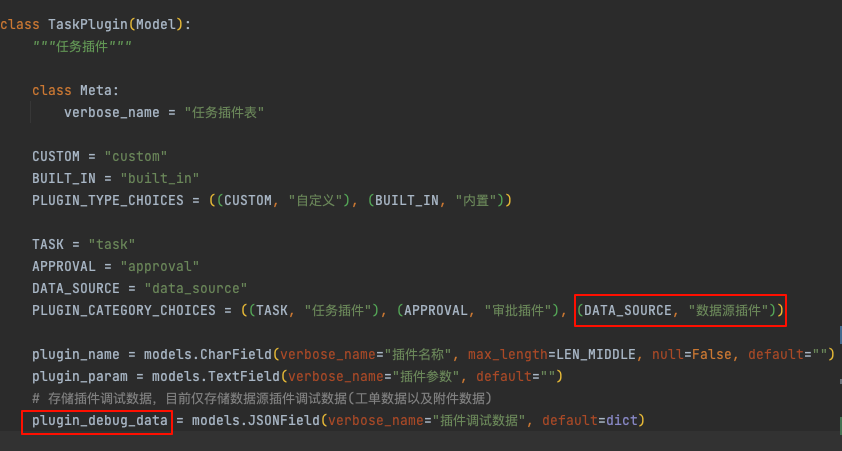 class TaskPlugin(Model):
"""任务插件"""
class Meta:
verbose_name = "任务插件表"
CUSTOM = "custom"
BUILT_IN = "built_in"
PLUGIN_TYPE_CHOICES = ((CUSTOM, "自定义"), (BUILT_IN, "内置"))
TASK = "task"
APPROVAL = "approval"
DATA_SOURCE = "data_source"
PLUGIN_CATEGORY_CHOICES = ((TASK, "任务插件"), (APPROVAL, "审批插件"), (DATA_SOURCE, "数据源插件"))
plugin_name = models.CharField(verbose_name="插件名称", max_length=LEN_MIDDLE, null=False, default="")
plugin_param = models.TextField(verbose_name="插件参数", default="")
# 存储插件调试数据，目前仅存储数据源插件调试数据(工单数据以及附件数据)
plugin_debug_data = models.JSONField(verbose_name="插件调试数据", default=dict)